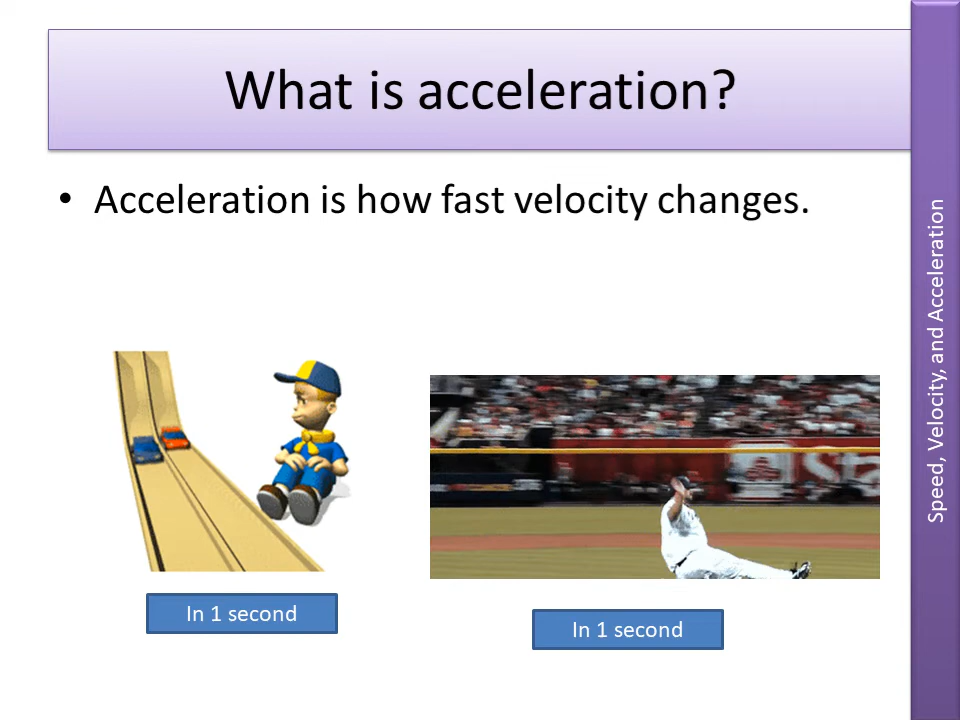 What is acceleration?
• Acceleration is how fast velocity changes.
In 1 second
In 1 second
Speed, Velocity, and Acceleration